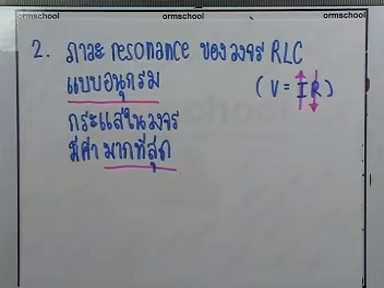 ormschool ormschool ormschool
2. ภาวะ resonance ของวงจร RLC
แบบอนุกรม (V = IR)
กระแสในวงจร
มีค่า มากที่สุด